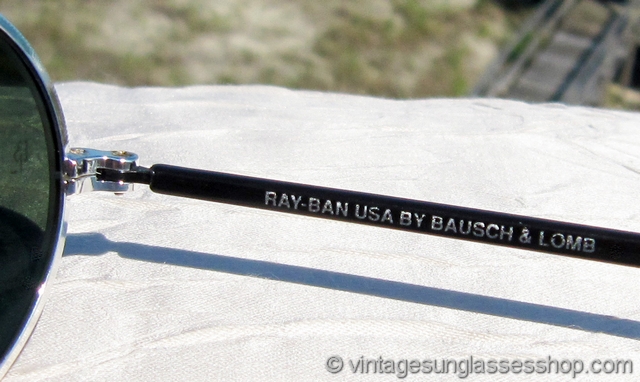 RAY-BAN USA BY BAUSCH & LOMB
© vintagesunglassesshop.com